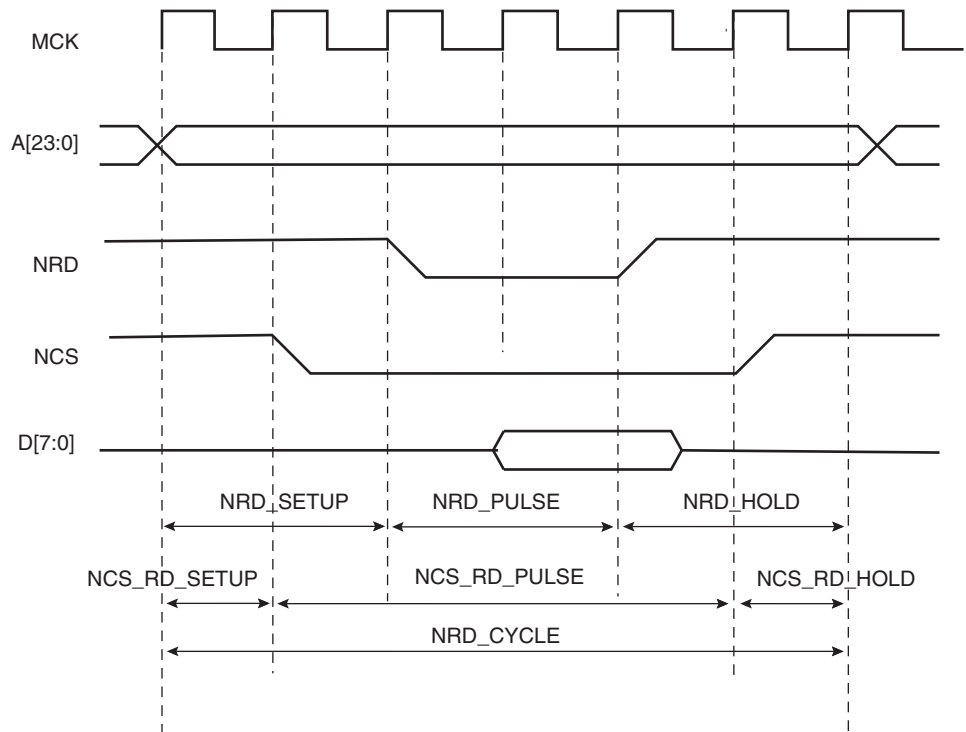 MCK
A[23:0]
NRD
NCS
D[7:0]
NRD_SETUP NRD_PULSE NRD_HOLD
NCS_RD_SETUP NCS_RD_PULSE NCS_RD_HOLD
NRD_CYCLE